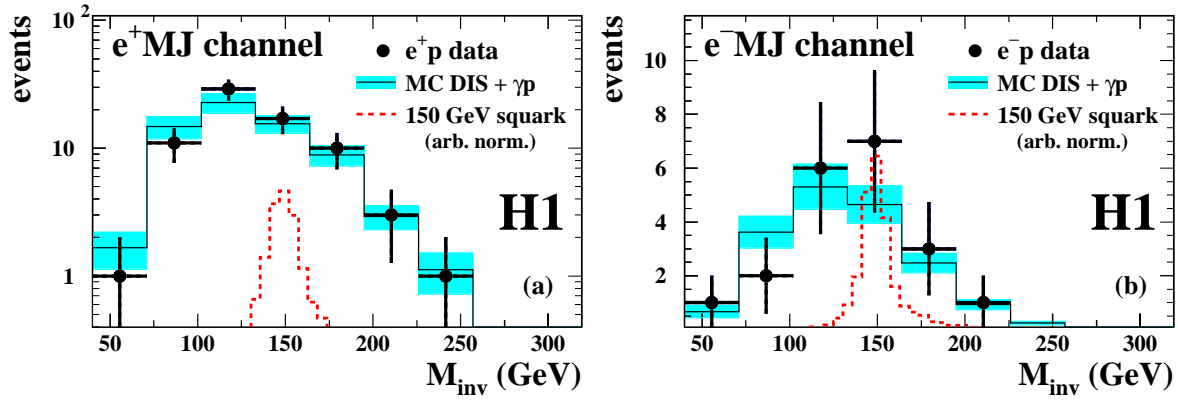 e⁺MJ channel
e⁺p data
MC DIS + γp
150 GeV squark
(arb. norm.)
H1
(a)
events
10²
10
1
50 100 150 200 250 300
M_inv (GeV)
e⁻MJ channel
e⁻p data
MC DIS + γp
150 GeV squark
(arb. norm.)
H1
(b)
events
10
8
6
4
2
50 100 150 200 250 300
M_inv (GeV)